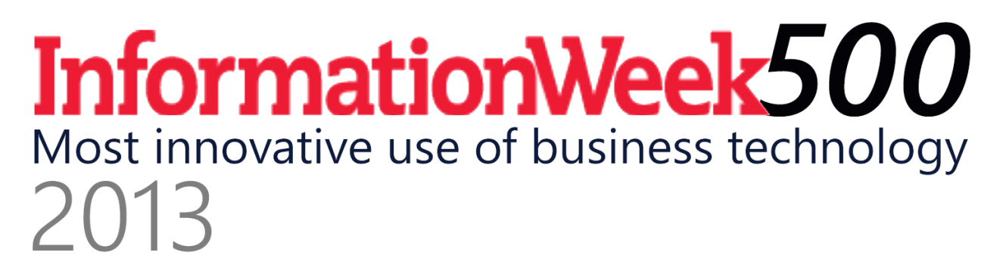 InformationWeek500
Most innovative use of business technology
2013